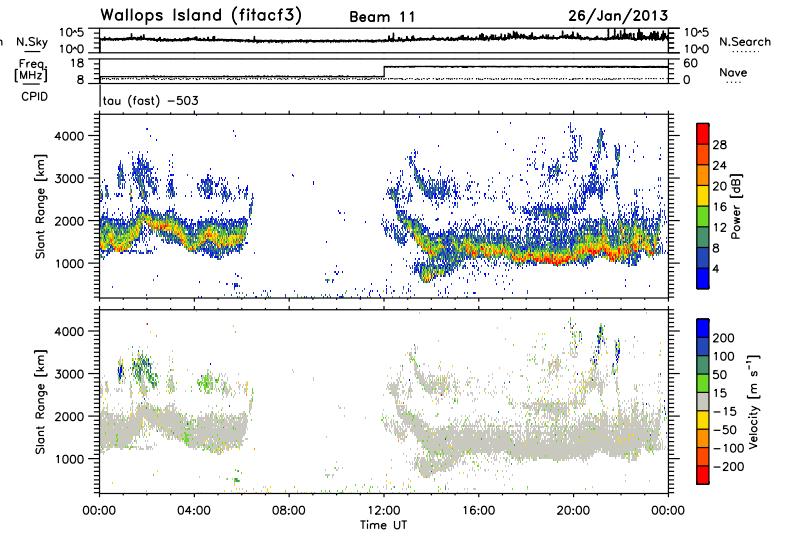 Wallops Island (fitacf3) Beam 11 26/Jan/2013
n N.Sky 10^5 10^0 10^5 10^0 N.Search
Freq. [MHz] 18 8 60 0 Nave
CPID tau (fast) −503
Slant Range [km] 4000 3000 2000 1000
28 24 20 16 12 8 4 Power [dB]
Slant Range [km] 4000 3000 2000 1000
200 100 50 15 −15 −50 −100 −200 Velocity [m s⁻¹]
00:00 04:00 08:00 12:00 16:00 20:00 00:00
Time UT